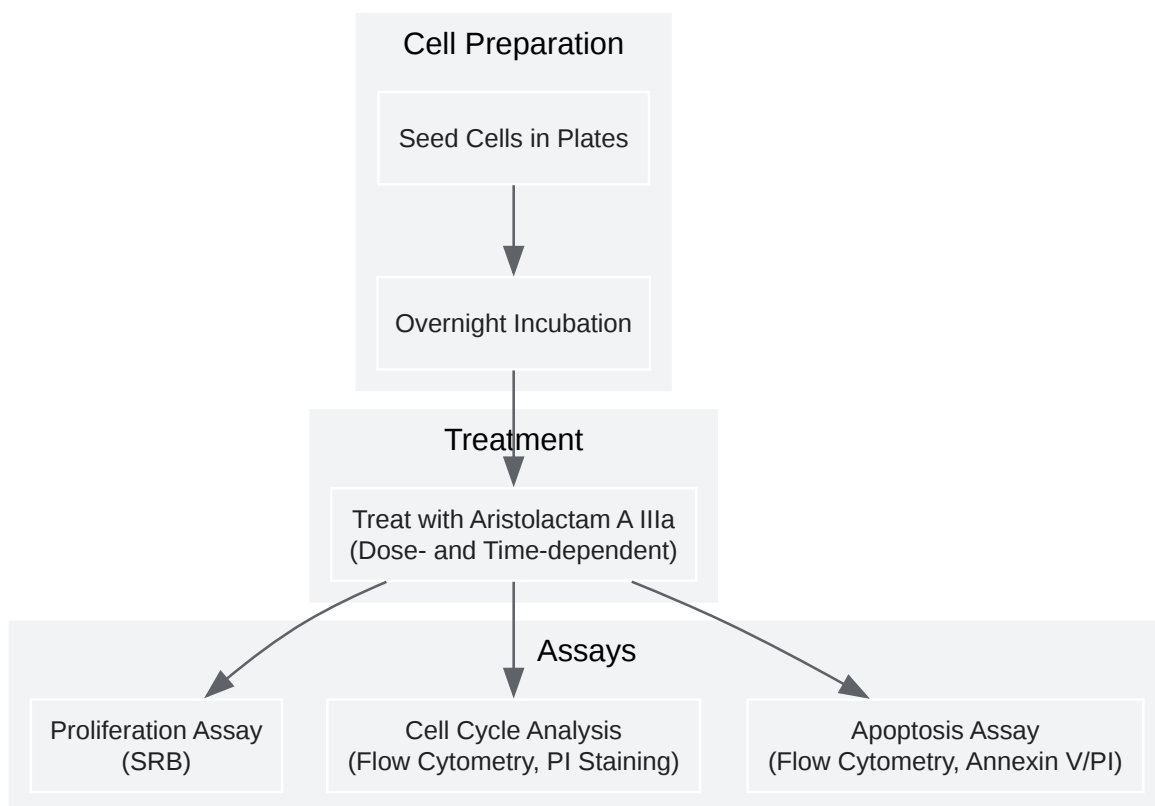 Cell Preparation
Seed Cells in Plates
Overnight Incubation
Treatment
Treat with Aristolactam A IIIa
(Dose- and Time-dependent)
Assays
Proliferation Assay
(SRB)
Cell Cycle Analysis
(Flow Cytometry, PI Staining)
Apoptosis Assay
(Flow Cytometry, Annexin V/PI)